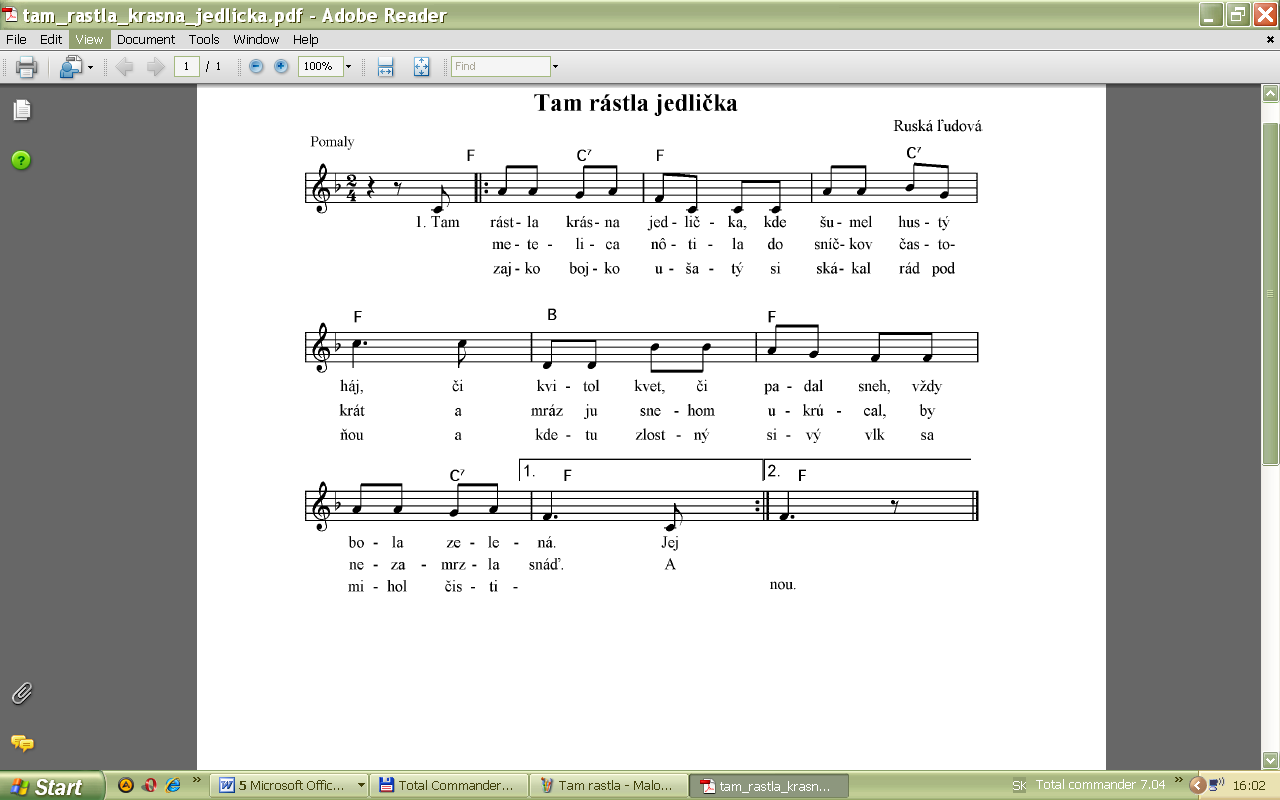 tam_rastla_krasna_jedlicka.pdf - Adobe Reader
File Edit View Document Tools Window Help
1 / 1 100% Find
Tam rástla jedlička
Ruská ľudová
Pomaly
F C7 F C7
2
4
1. Tam rást- la krás- na jed- lič - ka, kde šu- mel hus- tý
me - te - li - ca nô - ti - la do sníč- kov čas - to-
zaj - ko boj - ko u - ša - tý si ská- kal rád pod
F B F
háj, či kvi - tol kvet, či pa - dal sneh, vždy
krát a mráz ju sne - hom u - krú - cal, by
ňou a kde - tu zlost - ný si - vý vlk sa
C7 1. F 2. F
bo - la ze - le - ná. Jej
ne - za - mrz - la snáď. A
mi - hol čis - ti - nou.
Start » 5 Microsoft Offic... Total Commander... Tam rastla - Malo... tam_rastla_krasn... SK Total commander 7.04 » 16:02